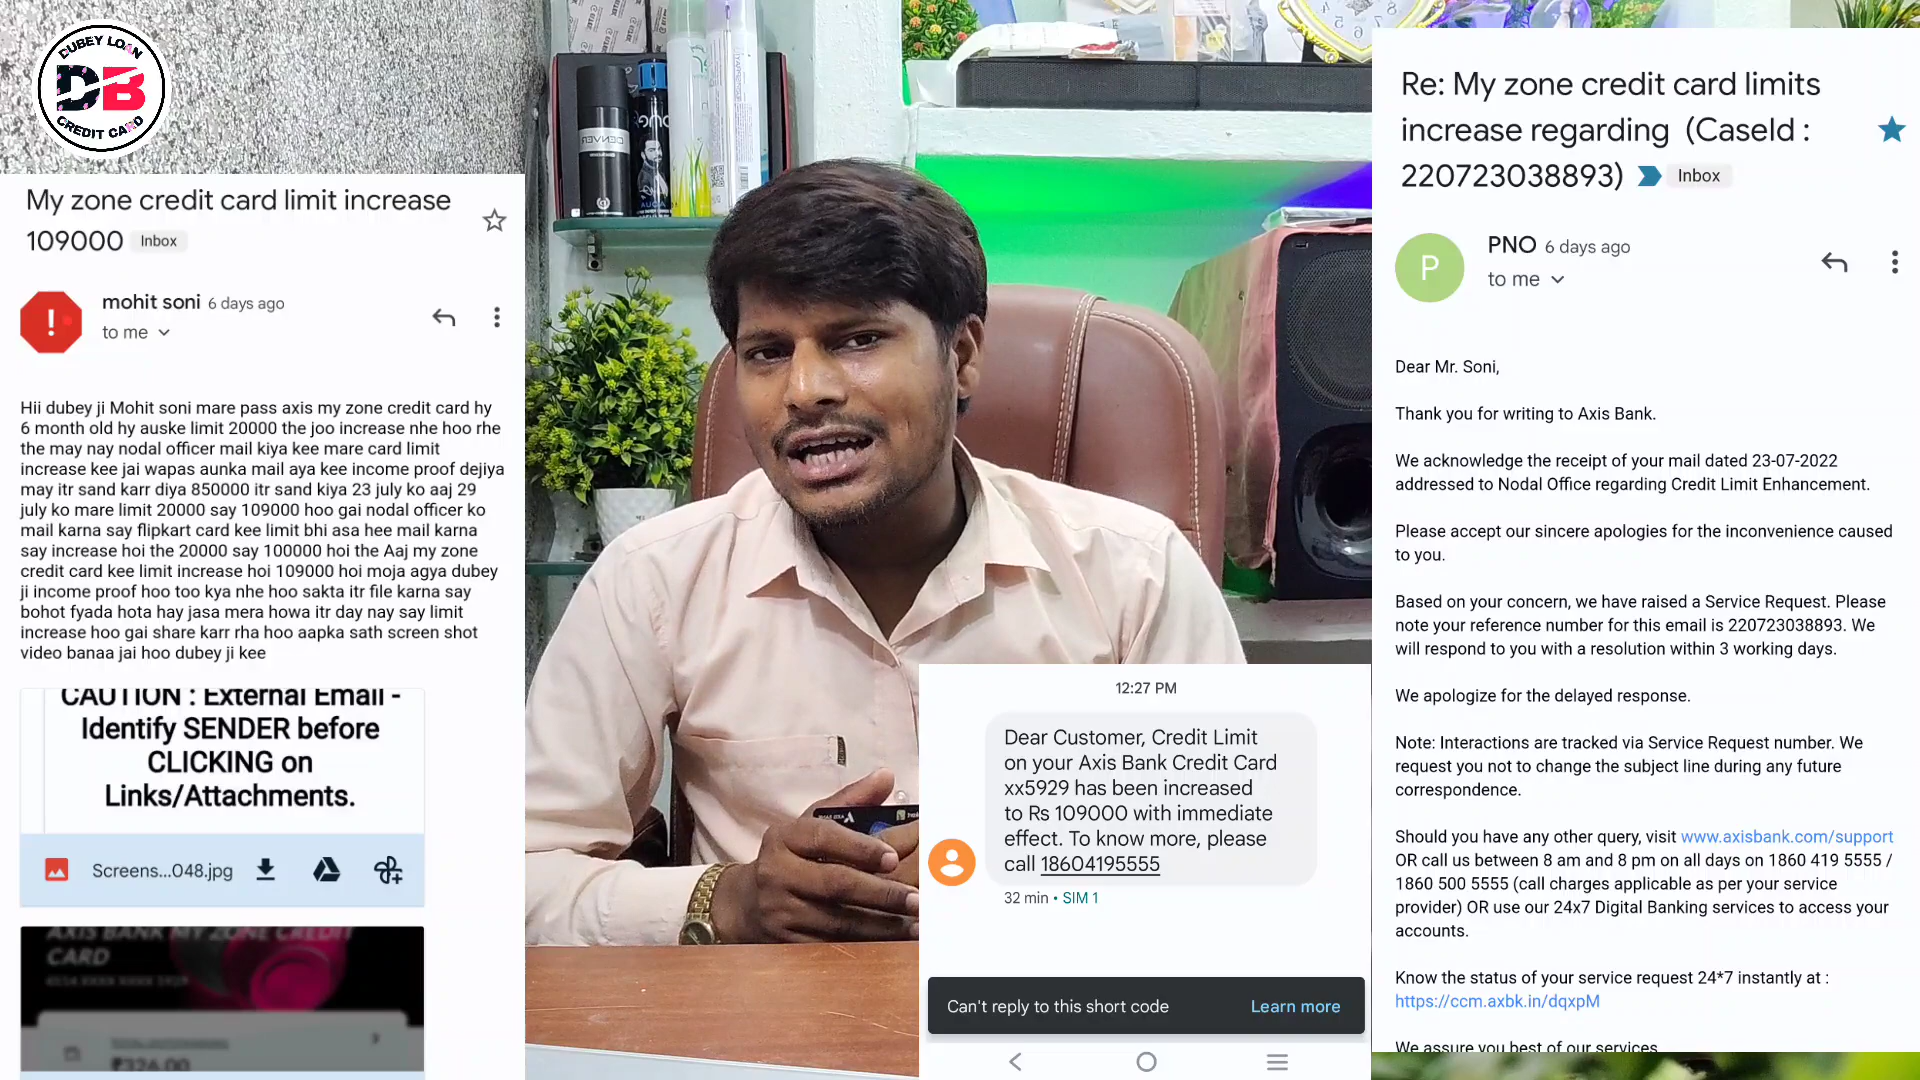 DUBEY LOAN
DB
CREDIT CARD
My zone credit card limit increase
109000 Inbox
mohit soni 6 days ago
to me
Hii dubey ji Mohit soni mare pass axis my zone credit card hy
6 month old hy auske limit 20000 the joo increase nhe hoo rhe
the may nay nodal officer mail kiya kee mare card limit
increase kee jai wapas aunka mail aya kee income proof dejiya
may itr sand karr diya 850000 itr sand kiya 23 july ko aaj 29
july ko mare limit 20000 say 109000 hoo gai nodal officer ko
mail karna say flipkart card kee limit bhi asa hee mail karna
say increase hoi the 20000 say 100000 hoi the Aaj my zone
credit card kee limit increase hoi 109000 hoi moja agya dubey
ji income proof hoo too kya nhe hoo sakta itr file karna say
bohot fyada hota hay jasa mera howa itr day nay say limit
increase hoo gai share karr rha hoo aapka sath screen shot
video banaa jai hoo dubey ji kee
CAUTION : External Email -
Identify SENDER before
CLICKING on
Links/Attachments.
Screens...048.jpg
AXIS BANK MY ZONE CREDIT
CARD
TOTAL OUTSTANDING
₹326.00
DENVER
12:27 PM
Dear Customer, Credit Limit
on your Axis Bank Credit Card
xx5929 has been increased
to Rs 109000 with immediate
effect. To know more, please
call 18604195555
32 min • SIM 1
Can't reply to this short code Learn more
Re: My zone credit card limits
increase regarding (CaseId :
220723038893) Inbox
P
PNO 6 days ago
to me
Dear Mr. Soni,
Thank you for writing to Axis Bank.
We acknowledge the receipt of your mail dated 23-07-2022
addressed to Nodal Office regarding Credit Limit Enhancement.
Please accept our sincere apologies for the inconvenience caused
to you.
Based on your concern, we have raised a Service Request. Please
note your reference number for this email is 220723038893. We
will respond to you with a resolution within 3 working days.
We apologize for the delayed response.
Note: Interactions are tracked via Service Request number. We
request you not to change the subject line during any future
correspondence.
Should you have any other query, visit www.axisbank.com/support
OR call us between 8 am and 8 pm on all days on 1860 419 5555 /
1860 500 5555 (call charges applicable as per your service
provider) OR use our 24x7 Digital Banking services to access your
accounts.
Know the status of your service request 24*7 instantly at :
https://ccm.axbk.in/dqxpM
We assure you best of our services